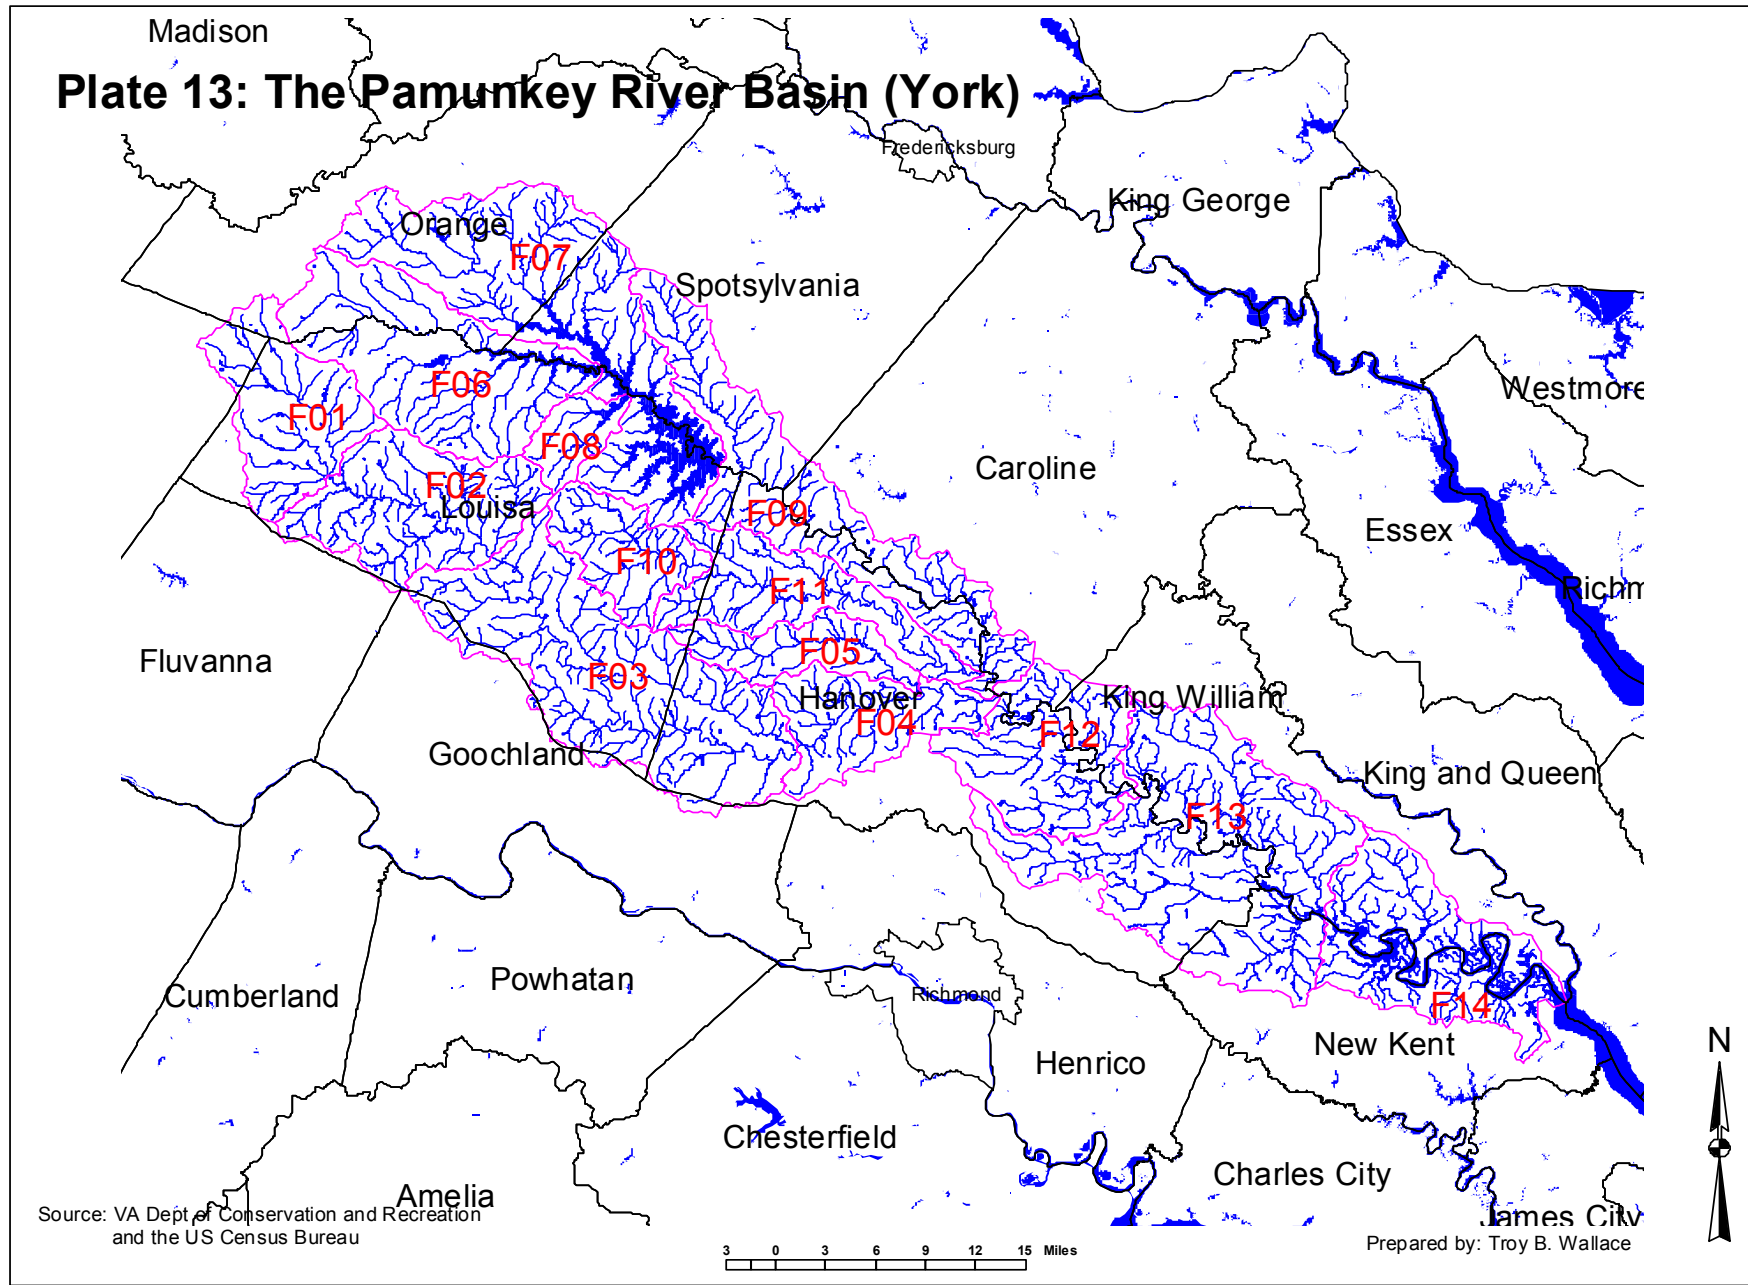 Madison
Plate 13: The Pamunkey River Basin (York)
Fredericksburg
King George
Orange
F07
Spotsylvania
Westmore
F06
F01
F08
Caroline
F02
Louisa
F09
Essex
F10
F11
Richm
Fluvanna
F05
F03
Hanover
King William
F04
F12
Goochland
King and Queen
F13
Powhatan
Cumberland
Richmond
F14
New Kent
Henrico
N
Chesterfield
Charles City
Amelia
James City
Source: VA Dept of Conservation and Recreation
and the US Census Bureau
Prepared by: Troy B. Wallace
3 0 3 6 9 12 15 Miles